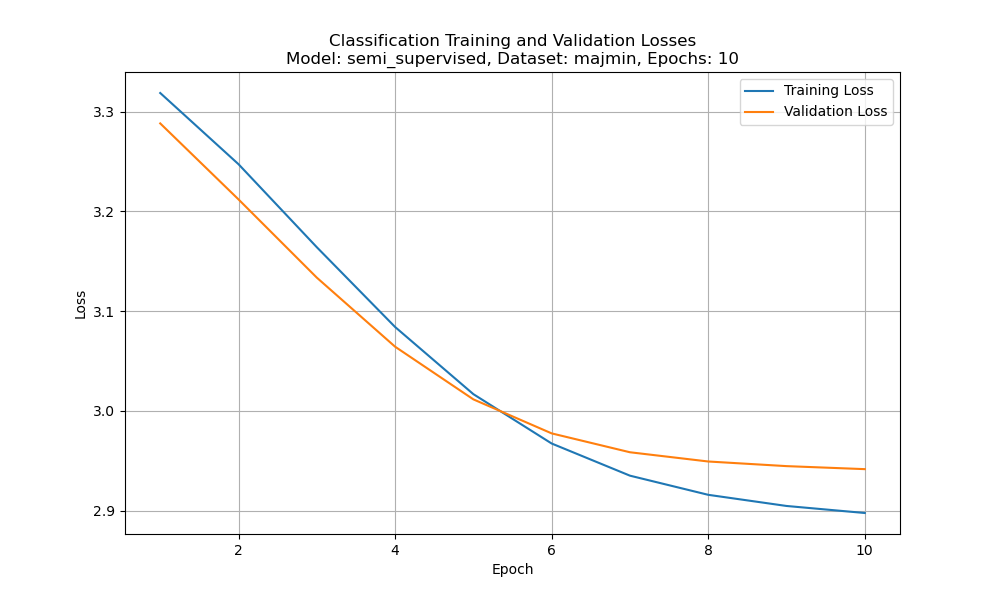 Classification Training and Validation Losses
Model: semi_supervised, Dataset: majmin, Epochs: 10
Training Loss
Validation Loss
3.3
3.2
3.1
3.0
2.9
Loss
2
4
6
8
10
Epoch